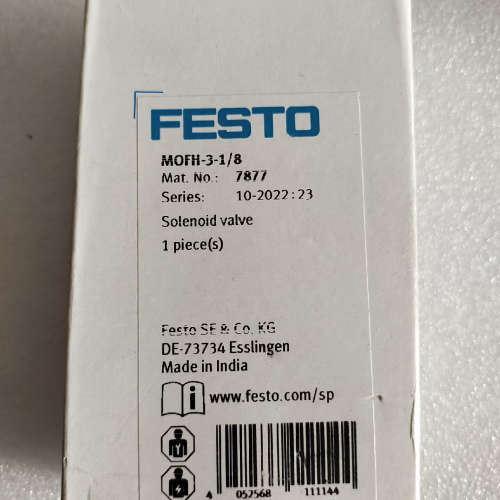 FESTO
MOFH-3-1/8
Mat. No.: 7877
Series: 10-2022:23
Solenoid valve
1 piece(s)
Festo SE & Co. KG
DE-73734 Esslingen
Made in India
i www.festo.com/sp
4 052568 111144